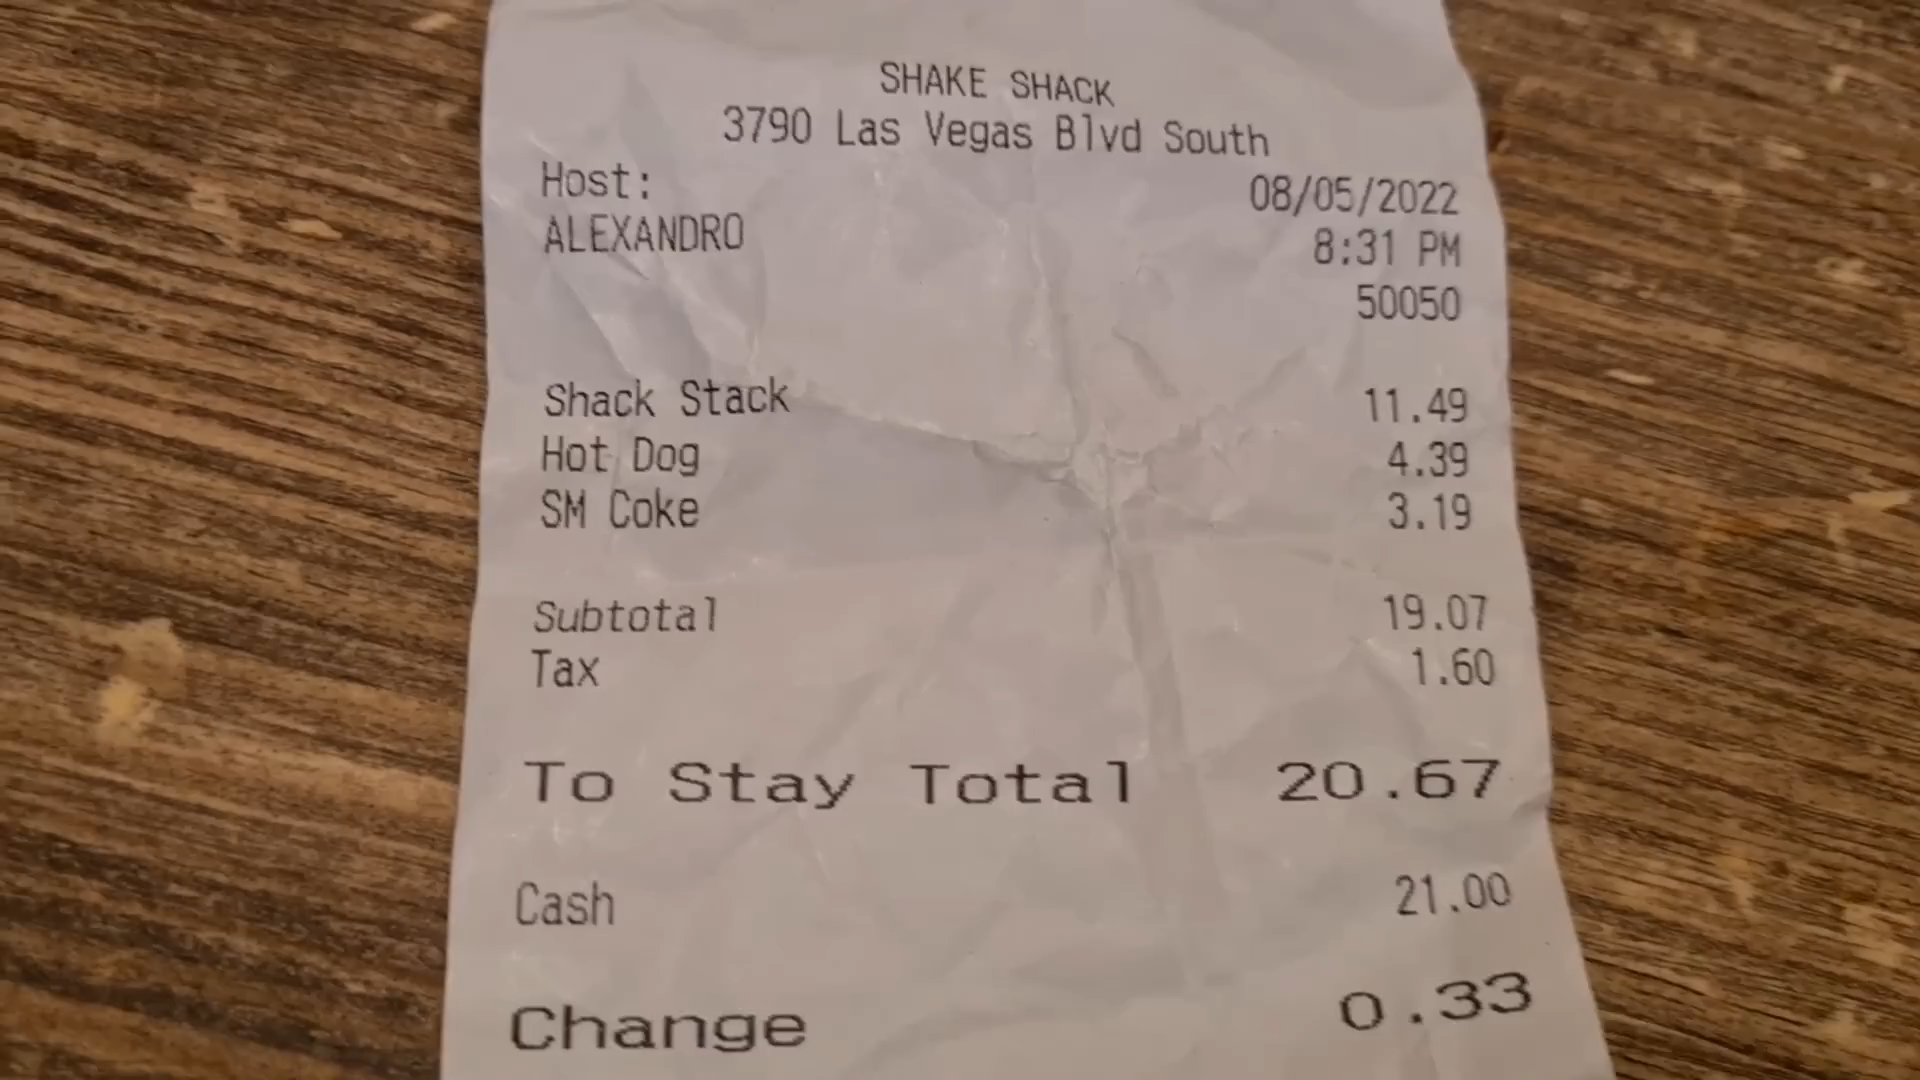 SHAKE SHACK
3790 Las Vegas Blvd South
Host: 08/05/2022
ALEXANDRO 8:31 PM
50050
Shack Stack 11.49
Hot Dog 4.39
SM Coke 3.19
Subtotal 19.07
Tax 1.60
To Stay Total 20.67
Cash 21.00
Change 0.33